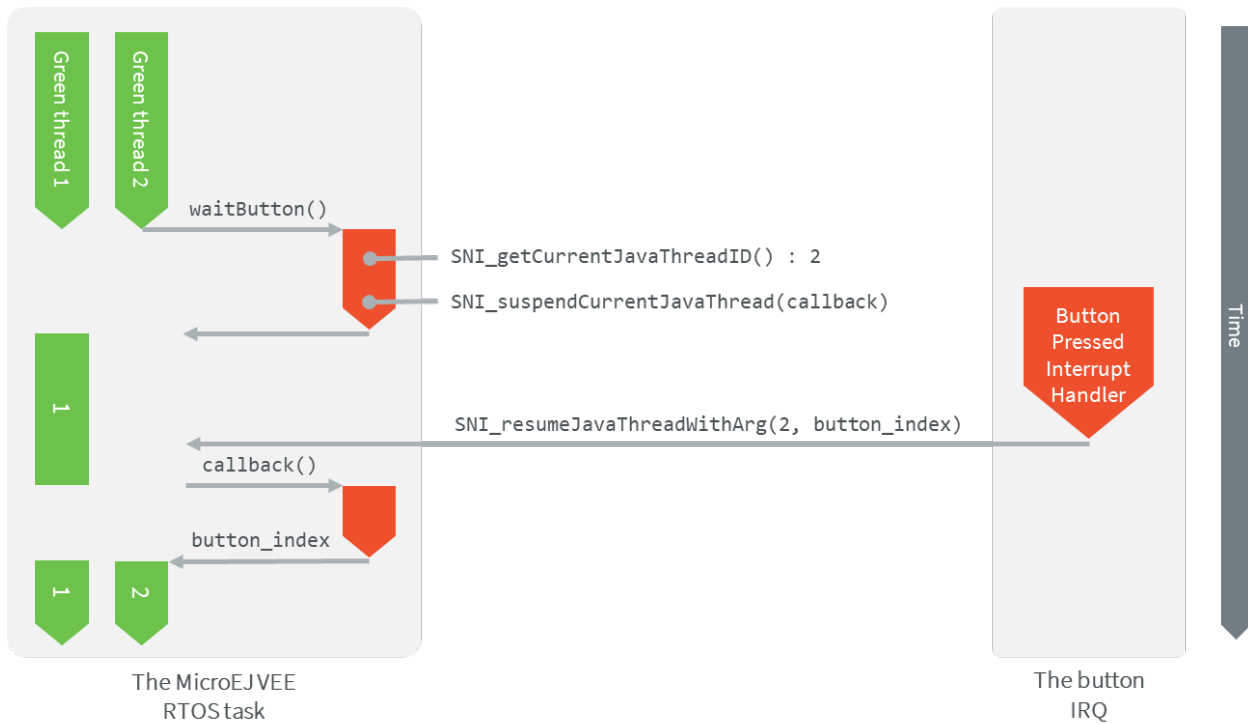 Green thread 1
Green thread 2
waitButton()
SNI_getCurrentJavaThreadID() : 2
SNI_suspendCurrentJavaThread(callback)
Button
Pressed
Interrupt
Handler
Time
1
SNI_resumeJavaThreadWithArg(2, button_index)
callback()
button_index
1
2
The MicroEJ VEE
RTOS task
The button
IRQ